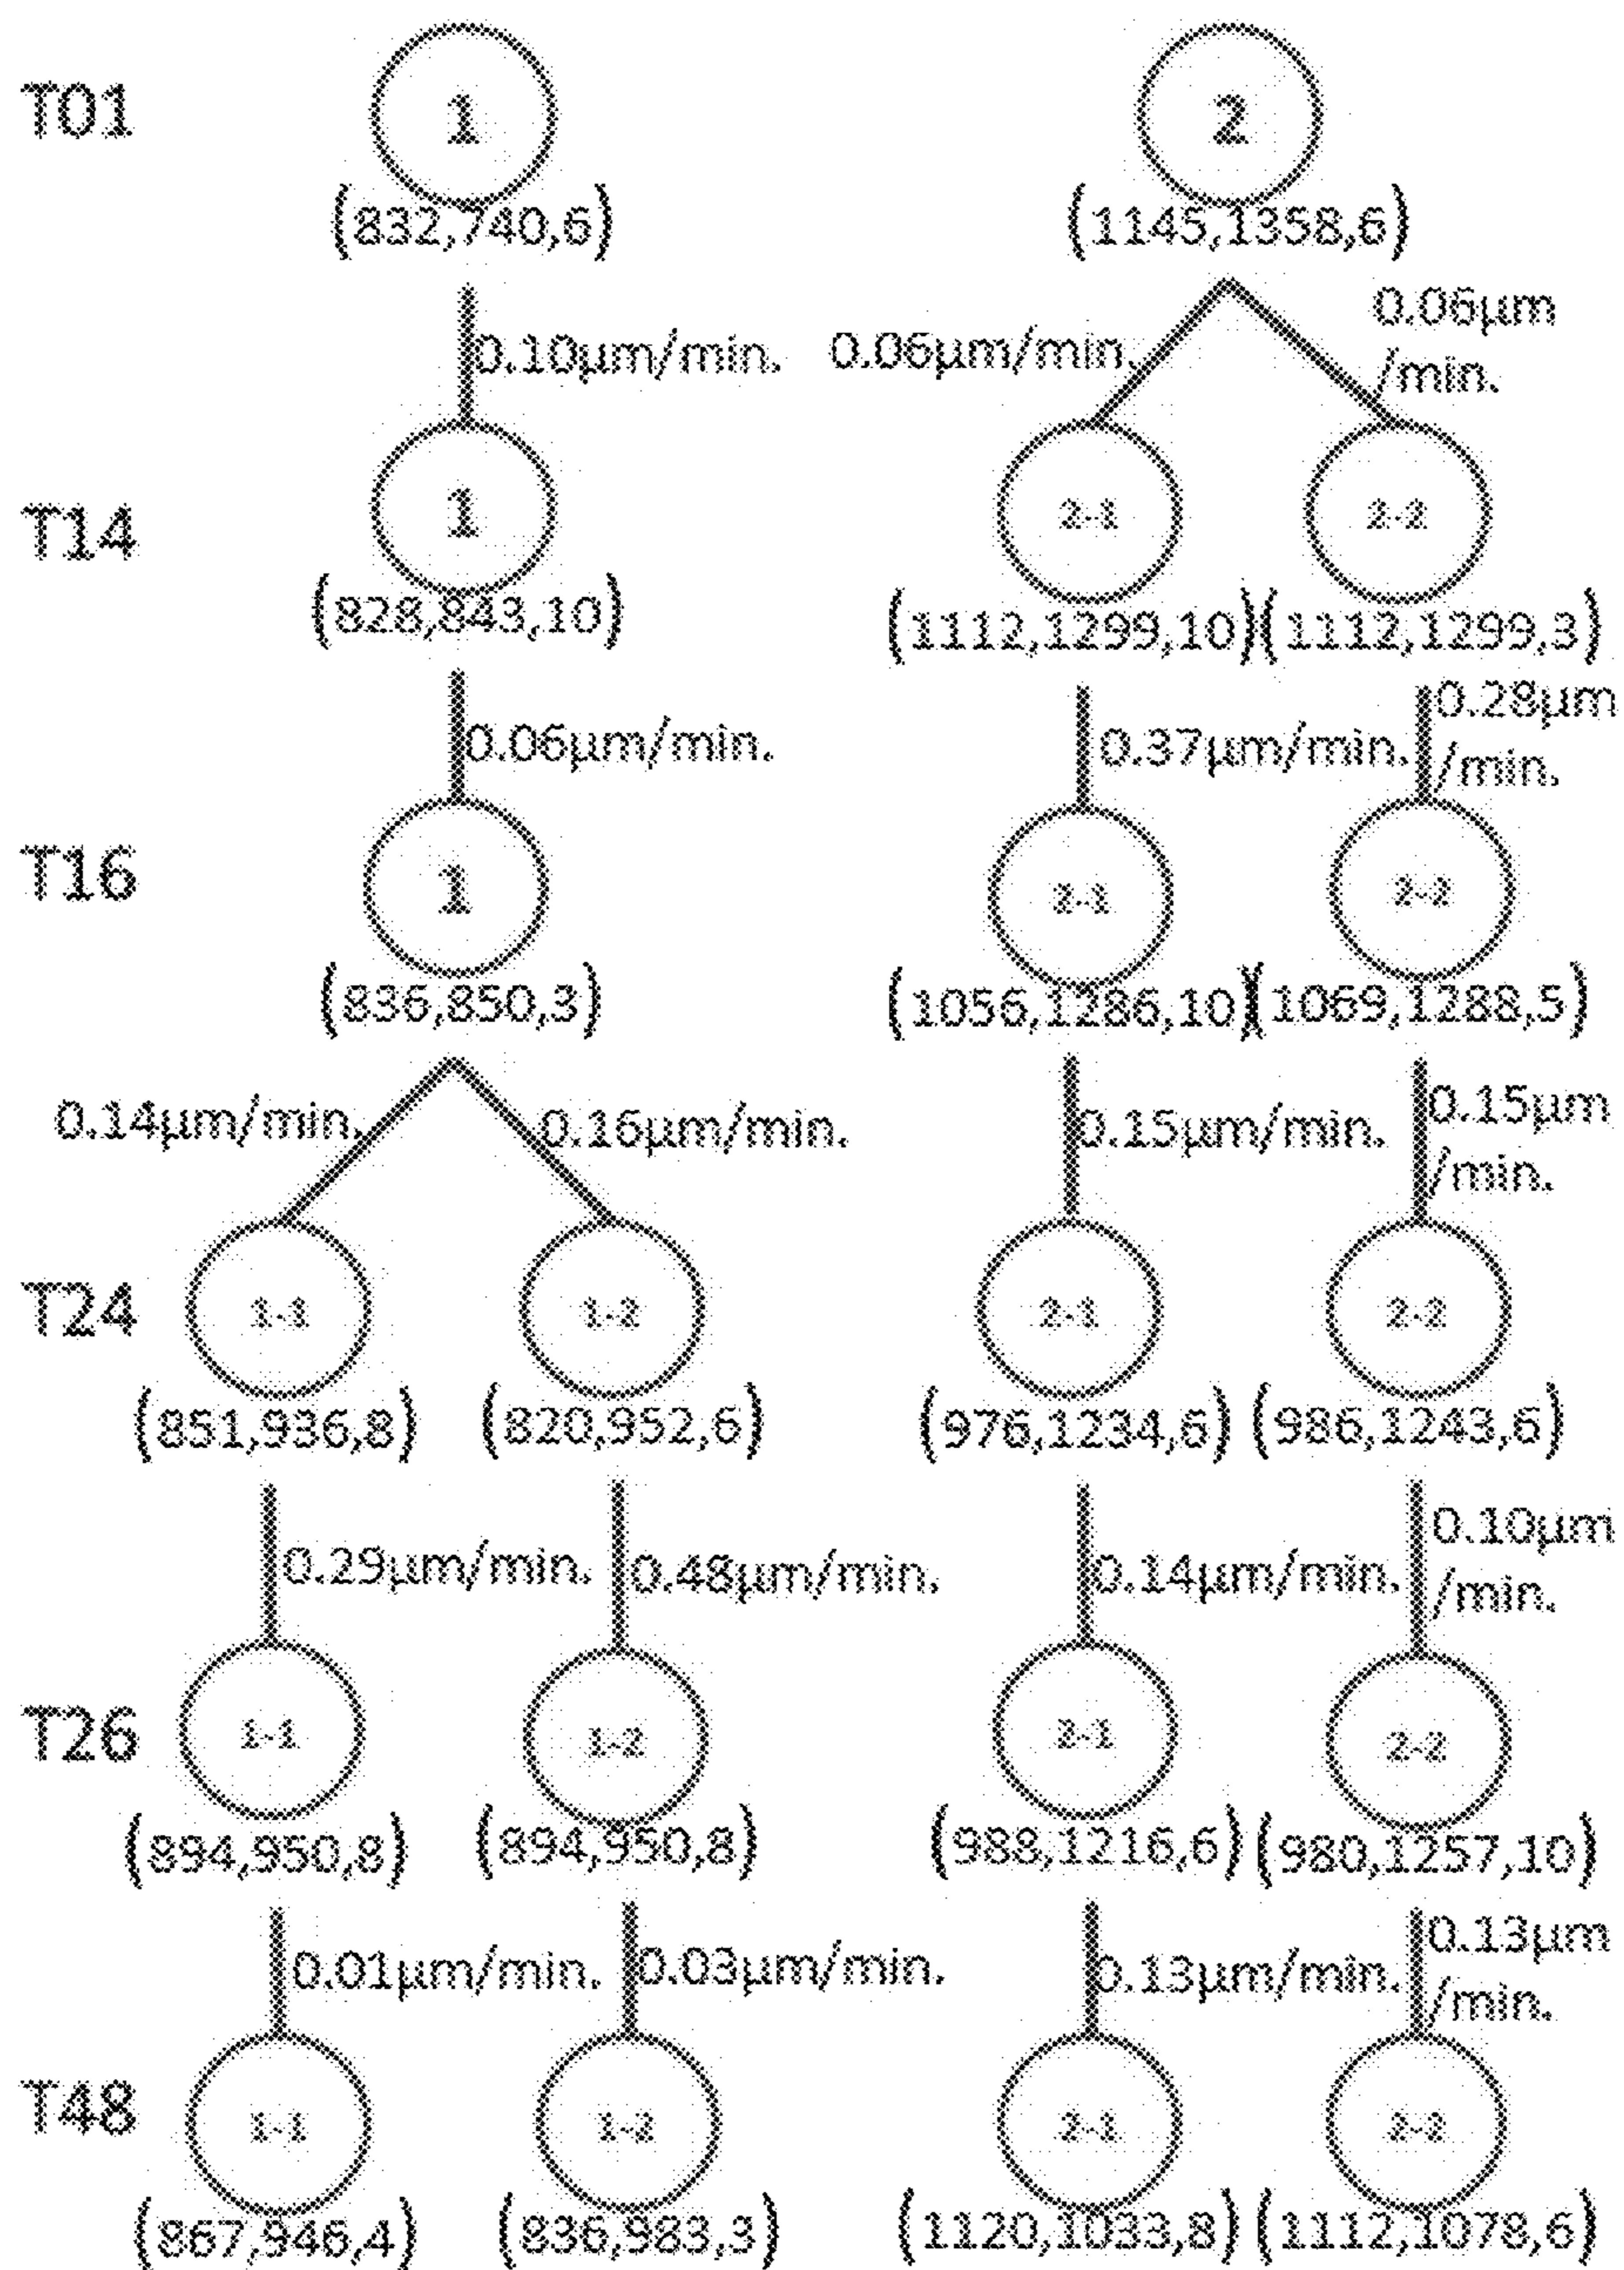 T01
1
2
(832,740,6)
(1145,1358,6)
0.10µm/min.
0.06µm/min.
0.06µm
/min.
T14
1
2-1
2-2
(828,843,10)
(1112,1299,10)
(1112,1299,3)
0.06µm/min.
0.37µm/min.
0.28µm
/min.
T16
1
2-1
2-2
(836,850,3)
(1056,1286,10)
(1069,1288,5)
0.14µm/min.
0.16µm/min.
0.15µm/min.
0.15µm
/min.
T24
1-1
1-2
2-1
2-2
(851,936,8)
(820,952,6)
(976,1234,6)
(986,1243,6)
0.29µm/min.
0.48µm/min.
0.14µm/min.
0.10µm
/min.
T26
1-1
1-2
2-1
2-2
(894,950,8)
(894,950,8)
(988,1216,6)
(980,1257,10)
0.01µm/min.
0.03µm/min.
0.13µm/min.
0.13µm
/min.
T48
1-1
1-2
2-1
2-2
(867,946,4)
(836,983,3)
(1120,1033,8)
(1112,1078,6)